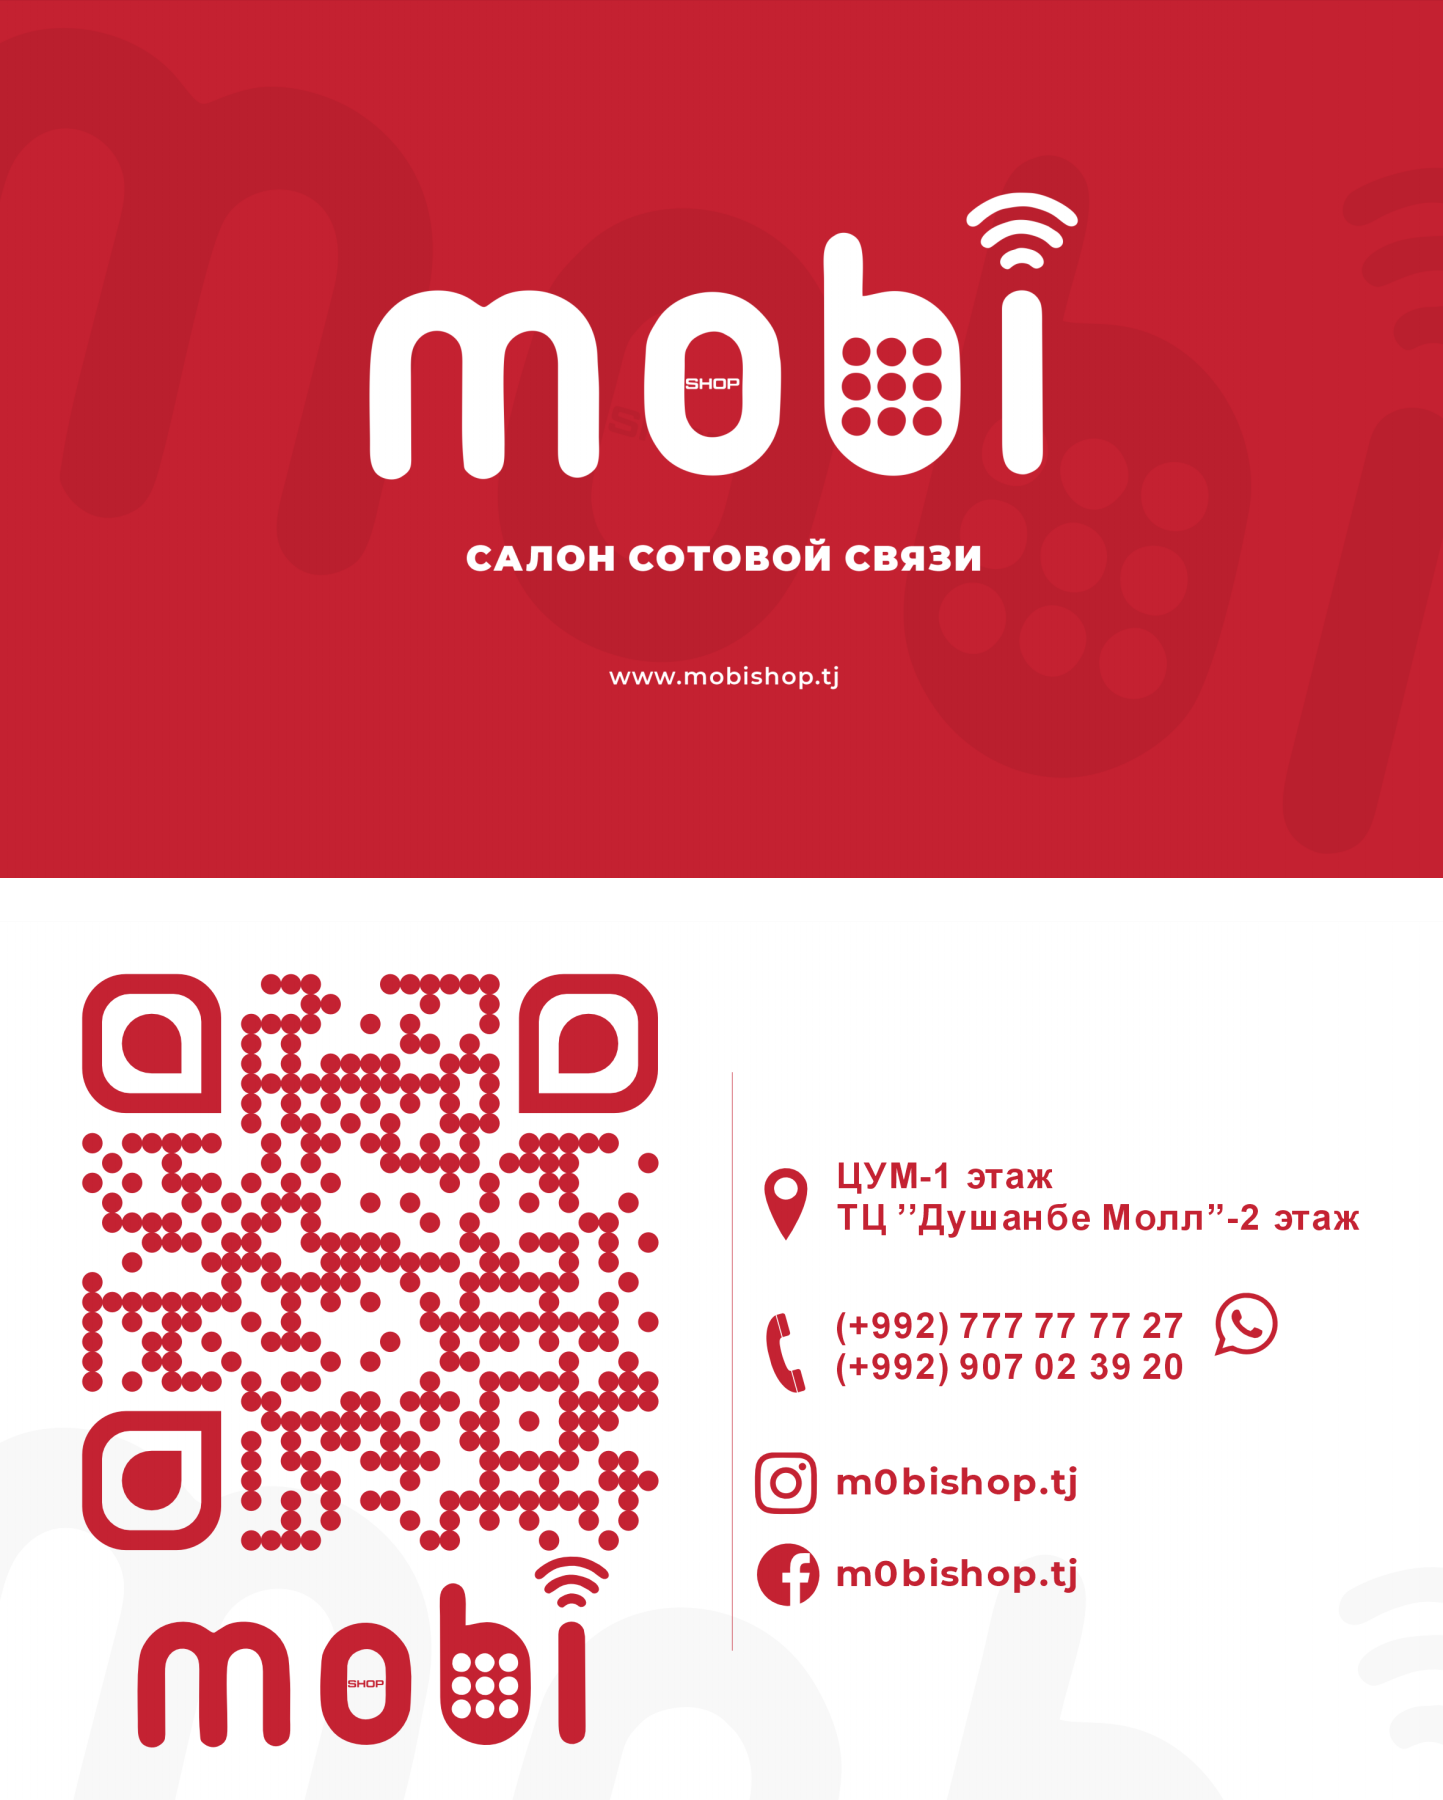 mobi
SHOP
САЛОН СОТОВОЙ СВЯЗИ
www.mobishop.tj
ЦУМ-1 этаж
ТЦ ’’Душанбе Молл”-2 этаж
(+992) 777 77 77 27
(+992) 907 02 39 20
m0bishop.tj
m0bishop.tj
mobi
SHOP